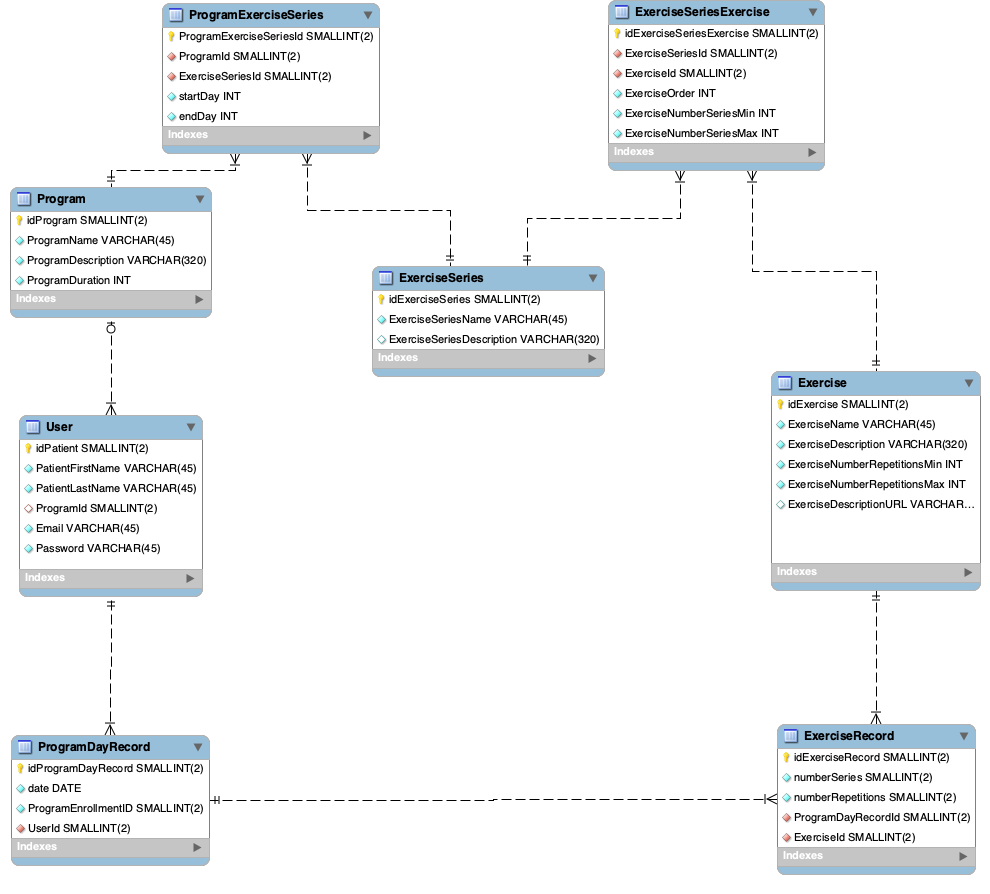 ProgramExerciseSeries
ProgramExerciseSeriesId SMALLINT(2)
ProgramId SMALLINT(2)
ExerciseSeriesId SMALLINT(2)
startDay INT
endDay INT
Indexes
ExerciseSeriesExercise
idExerciseSeriesExercise SMALLINT(2)
ExerciseSeriesId SMALLINT(2)
ExerciseId SMALLINT(2)
ExerciseOrder INT
ExerciseNumberSeriesMin INT
ExerciseNumberSeriesMax INT
Indexes
Program
idProgram SMALLINT(2)
ProgramName VARCHAR(45)
ProgramDescription VARCHAR(320)
ProgramDuration INT
Indexes
ExerciseSeries
idExerciseSeries SMALLINT(2)
ExerciseSeriesName VARCHAR(45)
ExerciseSeriesDescription VARCHAR(320)
Indexes
Exercise
idExercise SMALLINT(2)
ExerciseName VARCHAR(45)
ExerciseDescription VARCHAR(320)
ExerciseNumberRepetitionsMin INT
ExerciseNumberRepetitionsMax INT
ExerciseDescriptionURL VARCHAR...
Indexes
User
idPatient SMALLINT(2)
PatientFirstName VARCHAR(45)
PatientLastName VARCHAR(45)
ProgramId SMALLINT(2)
Email VARCHAR(45)
Password VARCHAR(45)
Indexes
ProgramDayRecord
idProgramDayRecord SMALLINT(2)
date DATE
ProgramEnrollmentID SMALLINT(2)
UserId SMALLINT(2)
Indexes
ExerciseRecord
idExerciseRecord SMALLINT(2)
numberSeries SMALLINT(2)
numberRepetitions SMALLINT(2)
ProgramDayRecordId SMALLINT(2)
ExerciseId SMALLINT(2)
Indexes